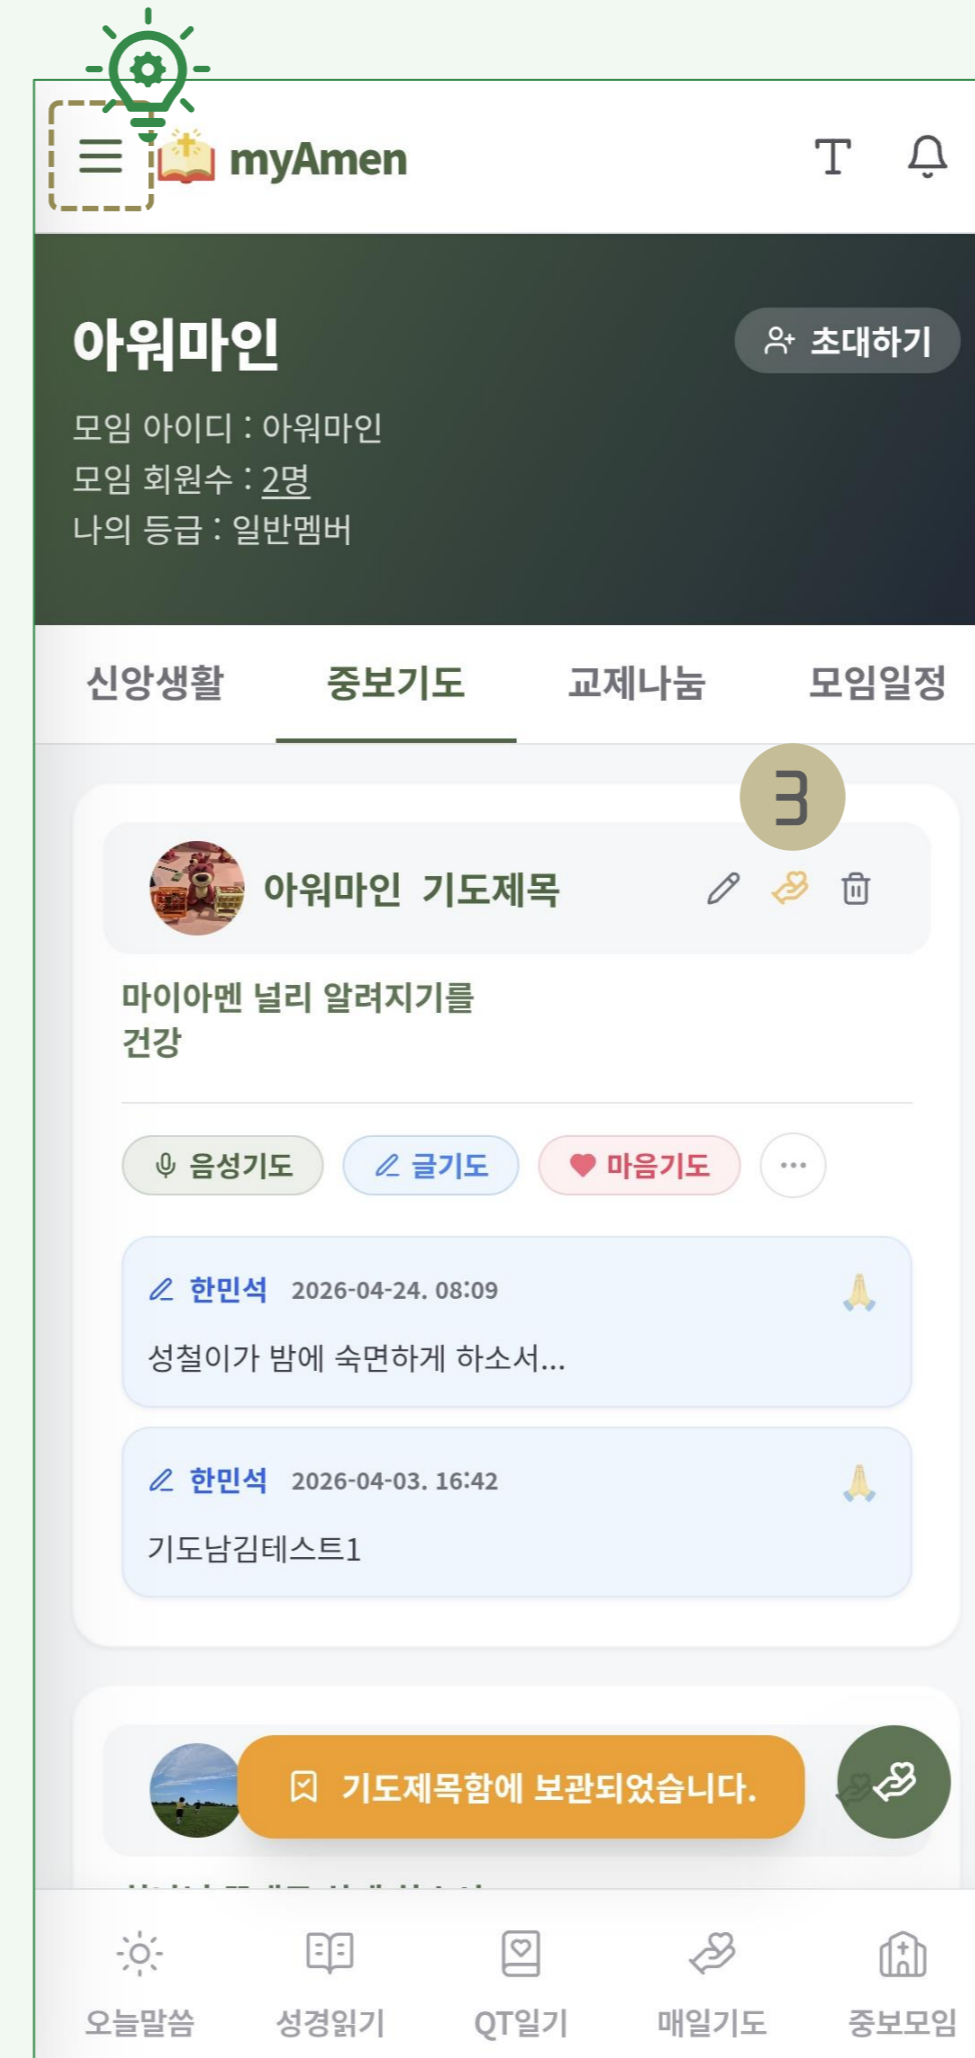 myAmen
아워마인
초대하기
모임 아이디 : 아워마인
모임 회원수 : 2명
나의 등급 : 일반멤버
신앙생활 중보기도 교제나눔 모임일정
3
아워마인 기도제목
마이아멘 널리 알려지기를
건강
음성기도 글기도 마음기도
한민석 2026-04-24. 08:09
성철이가 밤에 숙면하게 하소서...
한민석 2026-04-03. 16:42
기도남김테스트1
기도제목함에 보관되었습니다.
오늘말씀 성경읽기 QT일기 매일기도 중보모임